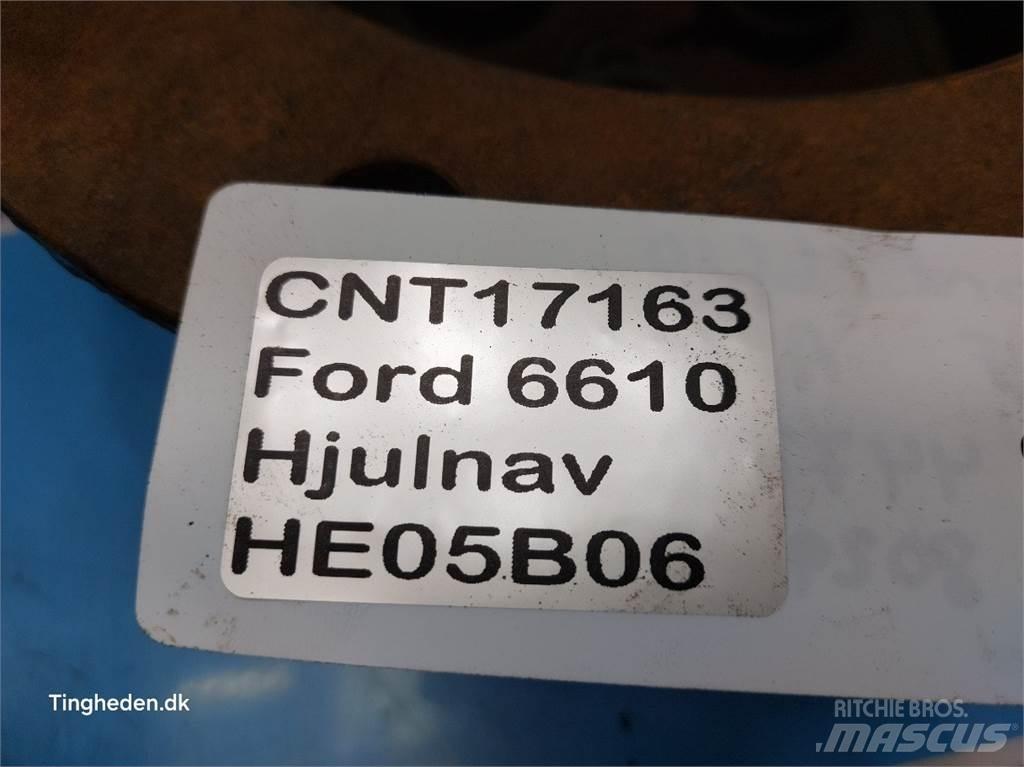 CNT17163
Ford 6610
Hjulnav
HE05B06
Tingheden.dk
RITCHIE BROS.
MASCUS